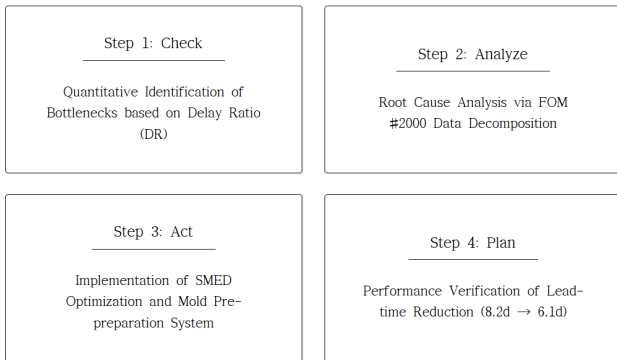 Step 1: Check
Quantitative Identification of
Bottlenecks based on Delay Ratio
(DR)
Step 2: Analyze
Root Cause Analysis via FOM
#2000 Data Decomposition
Step 3: Act
Implementation of SMED
Optimization and Mold Pre-
preparation System
Step 4: Plan
Performance Verification of Lead-
time Reduction (8.2d → 6.1d)